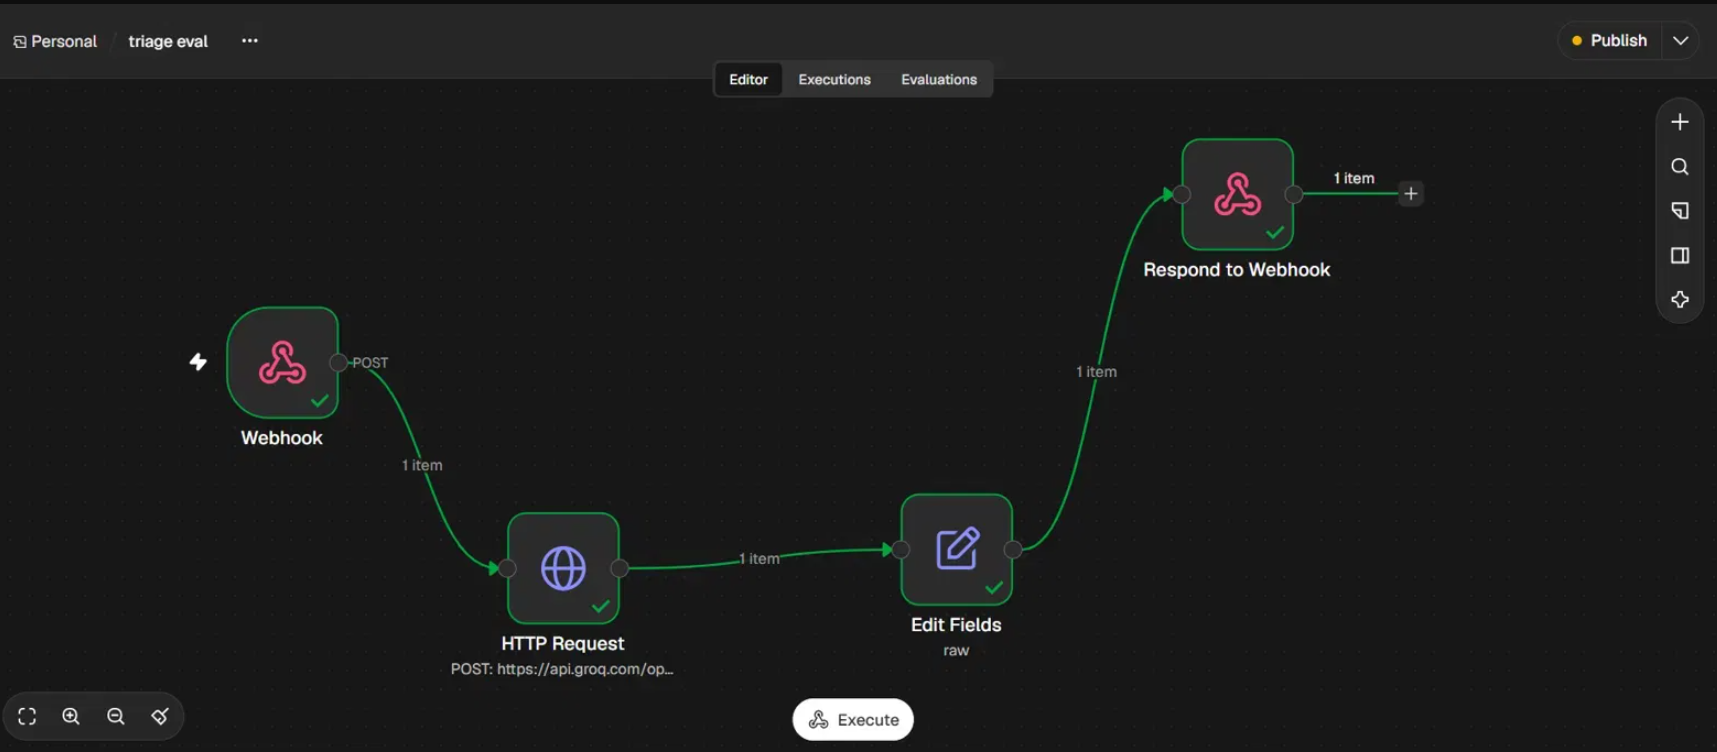 Personal / triage eval ...
Publish
Editor Executions Evaluations
1 item
Respond to Webhook
POST
1 item
Webhook
1 item
1 item
HTTP Request
POST: https://api.groq.com/op...
Edit Fields
raw
Execute